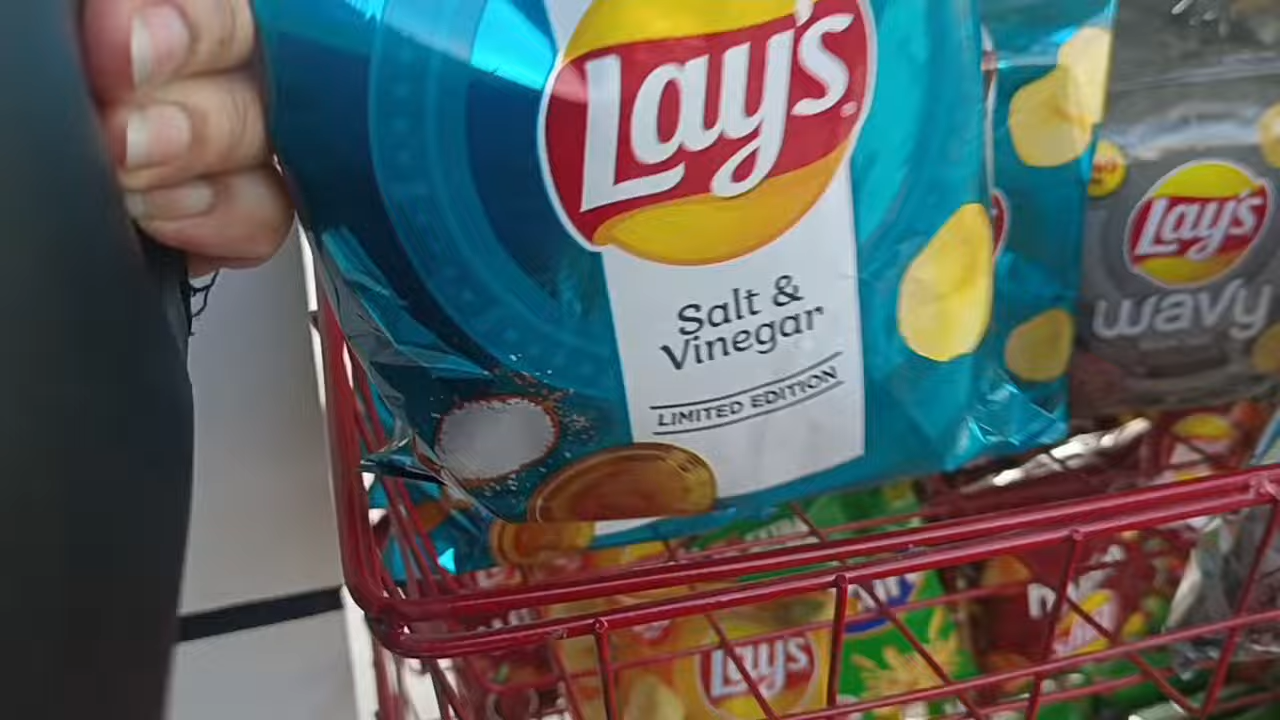 Lay's
Salt &
Vinegar
LIMITED EDITION
Lay's
wavy
Lay's